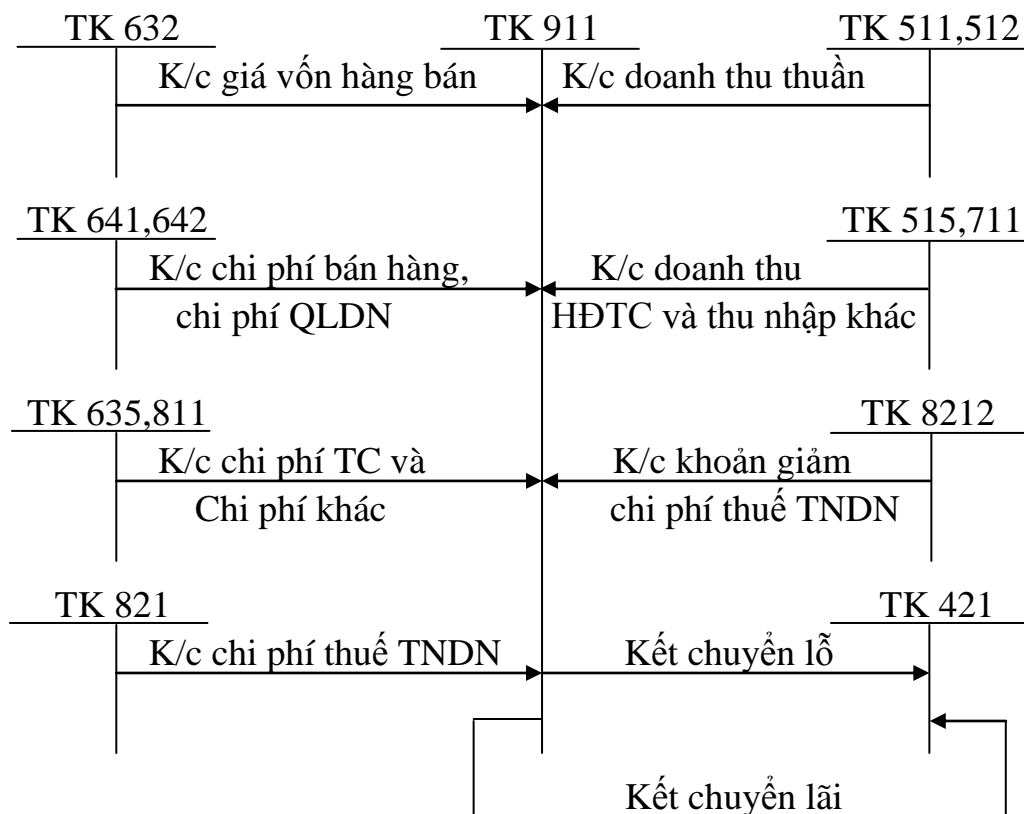 TK 632 TK 911 TK 511,512
K/c giá vốn hàng bán K/c doanh thu thuần
TK 641,642 TK 515,711
K/c chi phí bán hàng, K/c doanh thu
chi phí QLDN HĐTC và thu nhập khác
TK 635,811 TK 8212
K/c chi phí TC và K/c khoản giảm
Chi phí khác chi phí thuế TNDN
TK 821 TK 421
K/c chi phí thuế TNDN Kết chuyển lỗ
Kết chuyển lãi